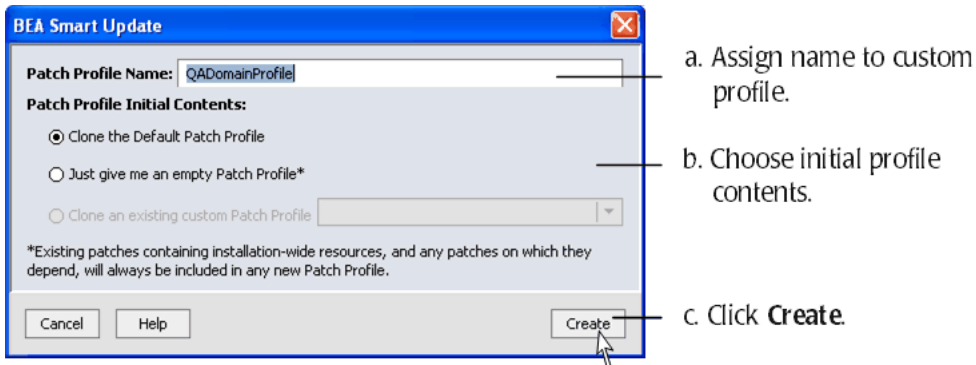 BEA Smart Update
Patch Profile Name: QADomainProfile
a. Assign name to custom
profile.
Patch Profile Initial Contents:
Clone the Default Patch Profile
Just give me an empty Patch Profile*
b. Choose initial profile
contents.
Clone an existing custom Patch Profile
*Existing patches containing installation-wide resources, and any patches on which they
depend, will always be included in any new Patch Profile.
Cancel Help Create
c. Click Create.